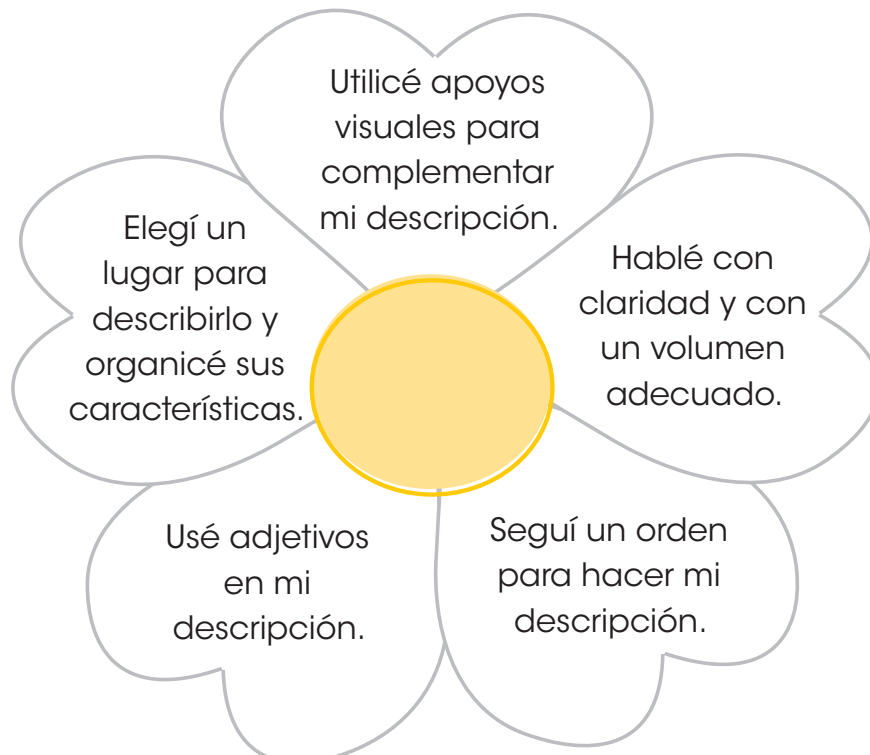 Utilicé apoyos
visuales para
complementar
mi descripción.
Elegí un
lugar para
describirlo y
organicé sus
características.
Hablé con
claridad y con
un volumen
adecuado.
Usé adjetivos
en mi
descripción.
Seguí un orden
para hacer mi
descripción.